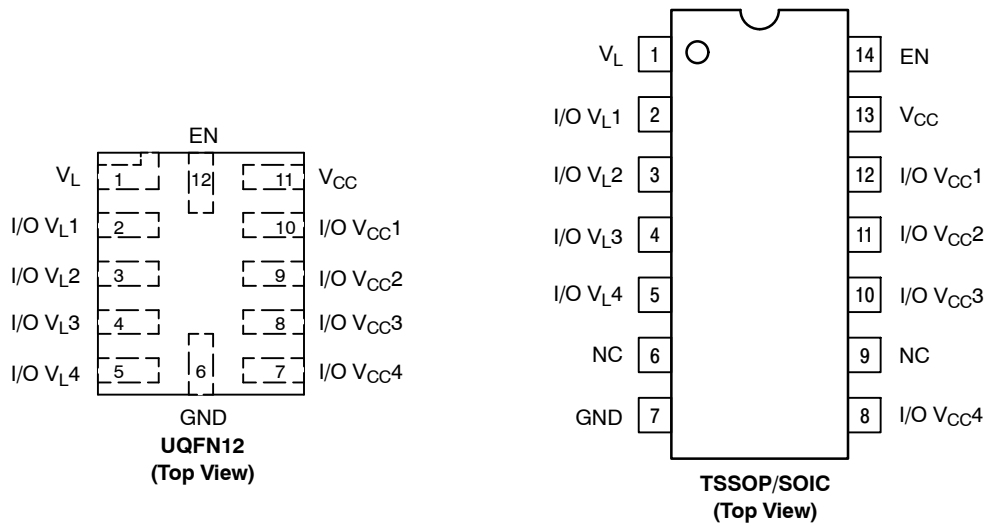 EN
V_L 1 12 11 V_CC
I/O V_L1 2 10 I/O V_CC1
I/O V_L2 3 9 I/O V_CC2
I/O V_L3 4 8 I/O V_CC3
I/O V_L4 5 6 7 I/O V_CC4
GND
UQFN12
(Top View)
V_L 1 14 EN
I/O V_L1 2 13 V_CC
I/O V_L2 3 12 I/O V_CC1
I/O V_L3 4 11 I/O V_CC2
I/O V_L4 5 10 I/O V_CC3
NC 6 9 NC
GND 7 8 I/O V_CC4
TSSOP/SOIC
(Top View)